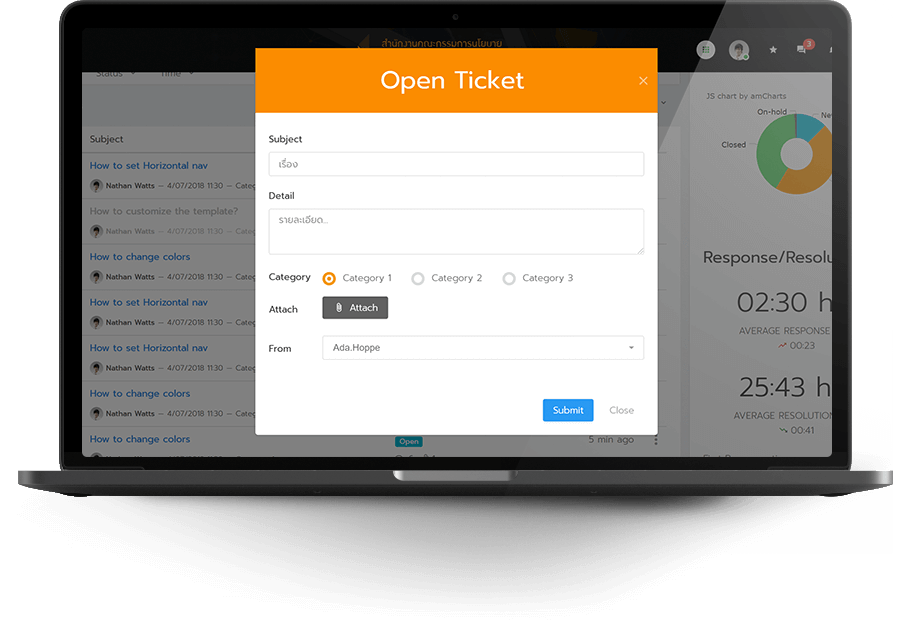 สำนักงานคณะกรรมการนโยบาย
3
Status
Time
Open Ticket
×
Subject
เรื่อง
Detail
รายละเอียด...
Category
Category 1
Category 2
Category 3
Attach
Attach
From
Ada.Hoppe
Submit
Close
Subject
How to set Horizontal nav
Nathan Watts — 4/07/2018 11:30 — Categ
How to customize the template?
Nathan Watts — 4/07/2018 11:30 — Categ
How to change colors
Nathan Watts — 4/07/2018 11:30 — Categ
How to set Horizontal nav
Nathan Watts — 4/07/2018 11:30 — Categ
How to set Horizontal nav
Nathan Watts — 4/07/2018 11:30 — Categ
How to change colors
Nathan Watts — 4/07/2018 11:30 — Categ
How to change colors
Open
5 min ago
JS chart by amCharts
On-hold
Ne
Closed
Response/Resolu
02:30 h
AVERAGE RESPONSE
00:23
25:43 h
AVERAGE RESOLUTION
00:41